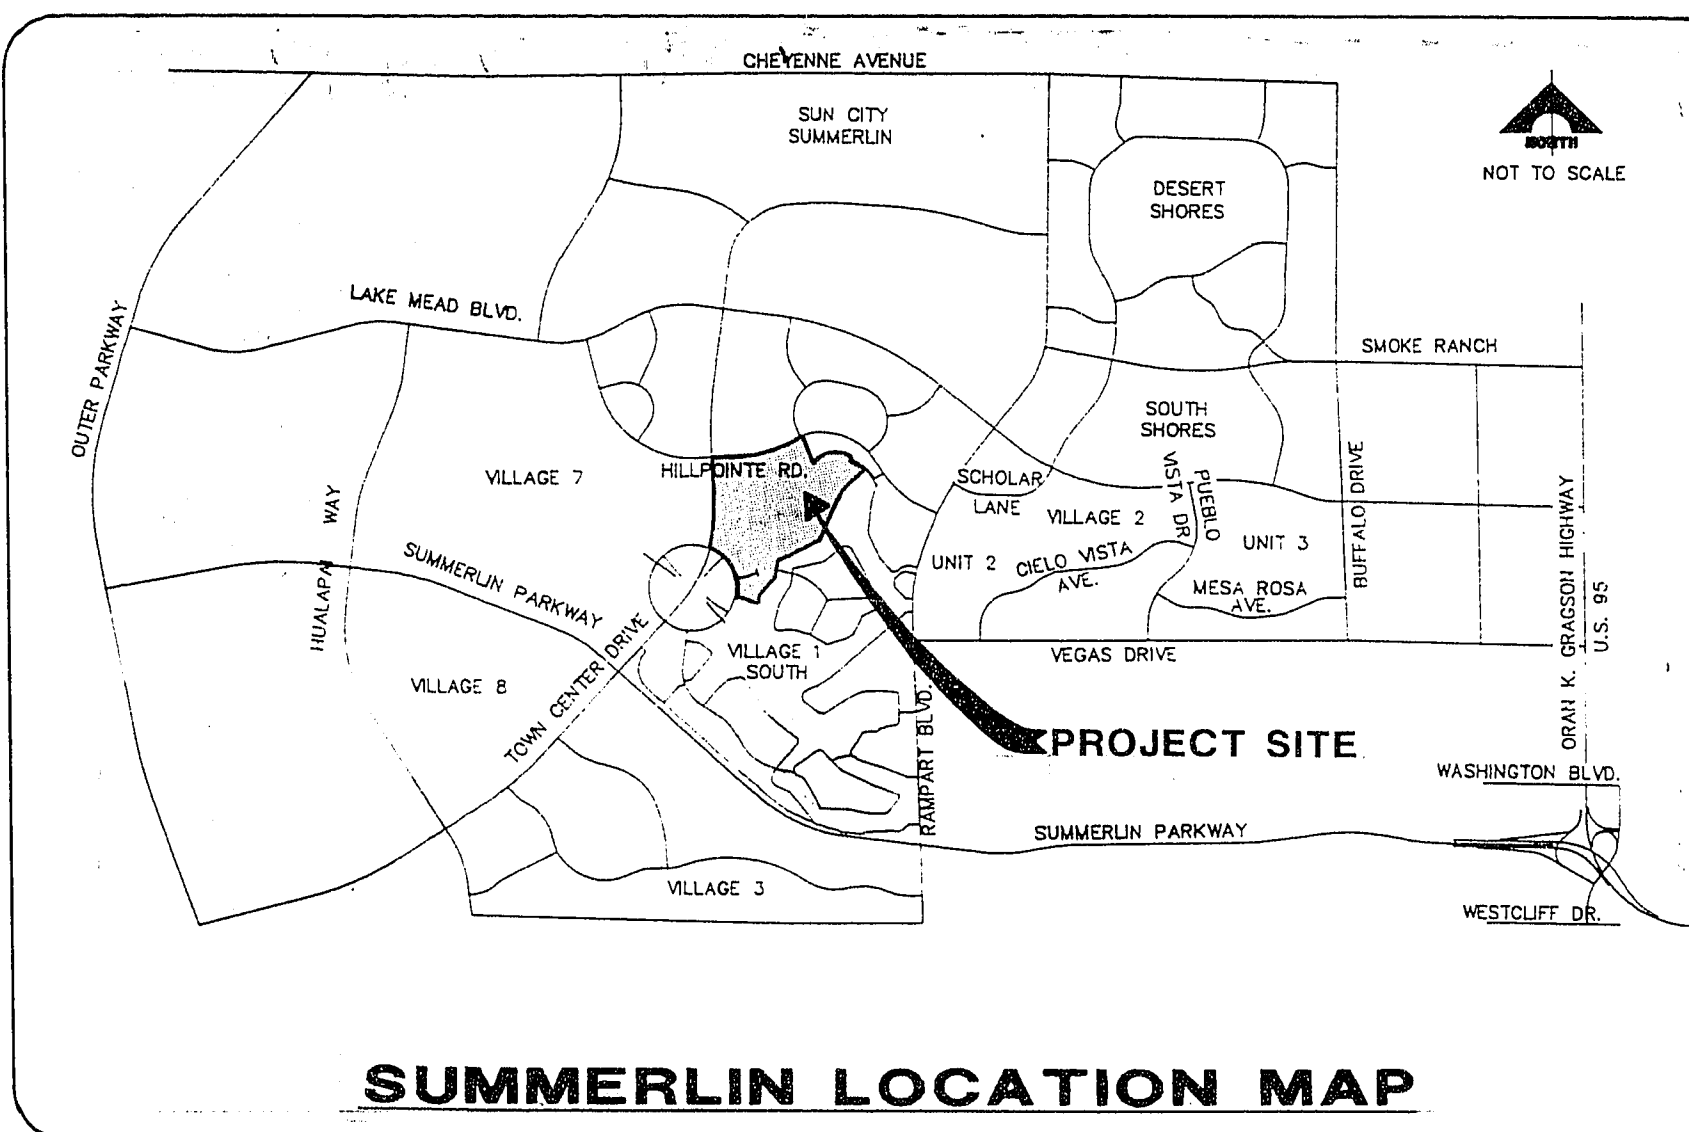 CHEYENNE AVENUE
SUN CITY
SUMMERLIN
NORTH
NOT TO SCALE
DESERT
SHORES
LAKE MEAD BLVD.
OUTER PARKWAY
SMOKE RANCH
SOUTH
SHORES
VILLAGE 7
HILLPOINTE RD.
SCHOLAR
LANE
VILLAGE 2
PUEBLO
VISTA DR
BUFFALO DRIVE
HUALAPAI WAY
SUMMERLIN PARKWAY
UNIT 2
CIELO VISTA
AVE.
UNIT 3
MESA ROSA
AVE.
ORAN K. GRAGSON HIGHWAY
U.S. 95
VILLAGE 1
SOUTH
VEGAS DRIVE
VILLAGE 8
TOWN CENTER DRIVE
RAMPART BLVD.
PROJECT SITE
WASHINGTON BLVD.
SUMMERLIN PARKWAY
VILLAGE 3
WESTCLIFF DR.
SUMMERLIN LOCATION MAP